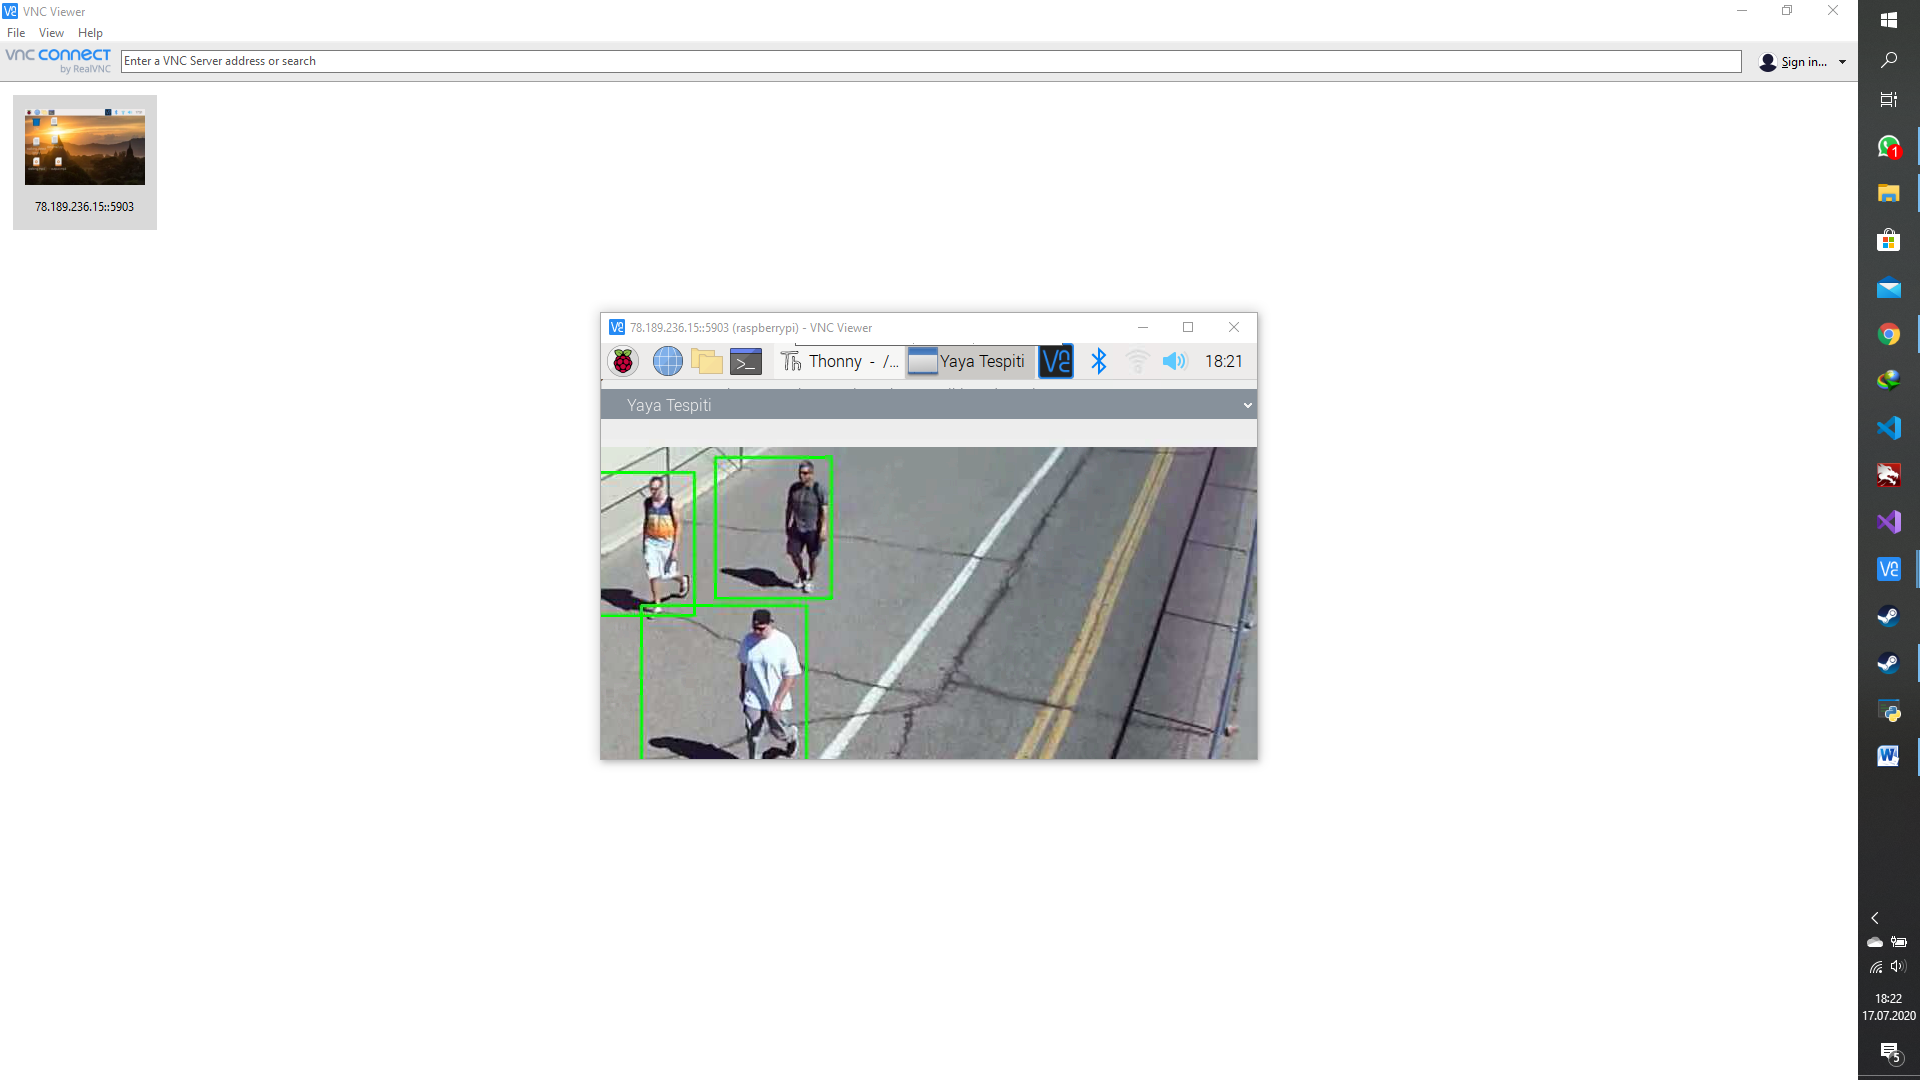 VNC Viewer
File View Help
vnc connect
by RealVNC
Enter a VNC Server address or search
Sign in...
78.189.236.15::5903
78.189.236.15::5903 (raspberrypi) - VNC Viewer
Thonny - /...
Yaya Tespiti
18:21
Yaya Tespiti
1
18:22
17.07.2020
5